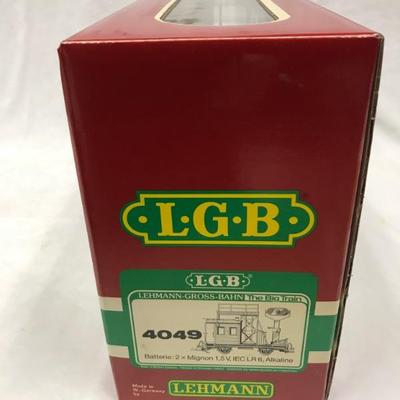 ·L·G·B·®
·L·G·B·®
LEHMANN-GROSS-BAHN The Big Train
4049
Batterie: 2 × Mignon 1,5 V, IEC LR 6, Alkaline
Made in
W.-Germany
by
LEHMANN